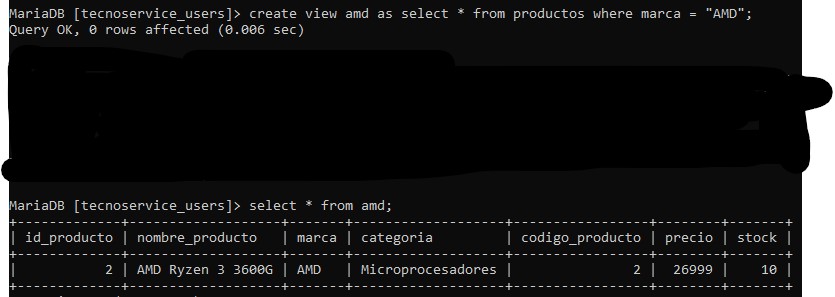 MariaDB [tecnoservice_users]> create view amd as select * from productos where marca = "AMD";
Query OK, 0 rows affected (0.006 sec)
MariaDB [tecnoservice_users]> select * from amd;
+-------------+------------------+-------+------------------+-----------------+--------+-------+
| id_producto | nombre_producto | marca | categoria | codigo_producto | precio | stock |
+-------------+------------------+-------+------------------+-----------------+--------+-------+
| 2 | AMD Ryzen 3 3600G | AMD | Microprocesadores | 2 | 26999 | 10 |
+-------------+------------------+-------+------------------+-----------------+--------+-------+